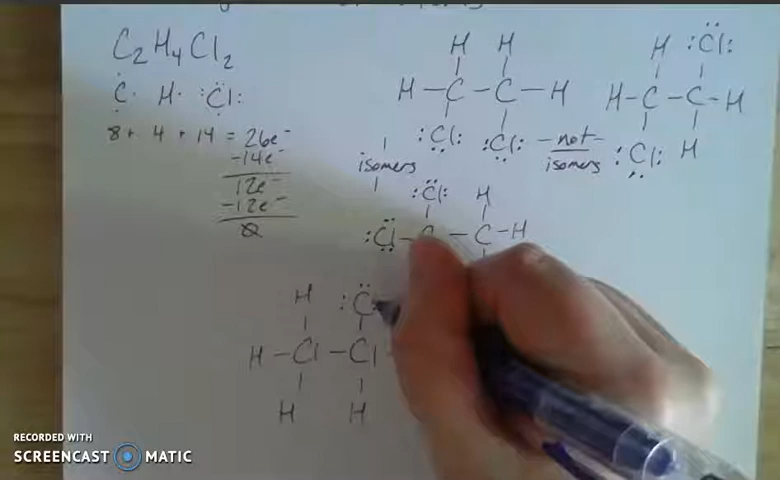 C2H4Cl2
·C· H· :Cl:
8+ 4 + 14 = 26e⁻
-14e⁻
12e⁻
-12e⁻
0
H H
H–C–C–H
:Cl: :Cl:
isomers
–not–
isomers
H :Cl:
H–C–C–H
:Cl: H
:Cl: H
:Cl–C–C–H
H :C
H–Cl–Cl
H H
RECORDED WITH
SCREENCAST MATIC